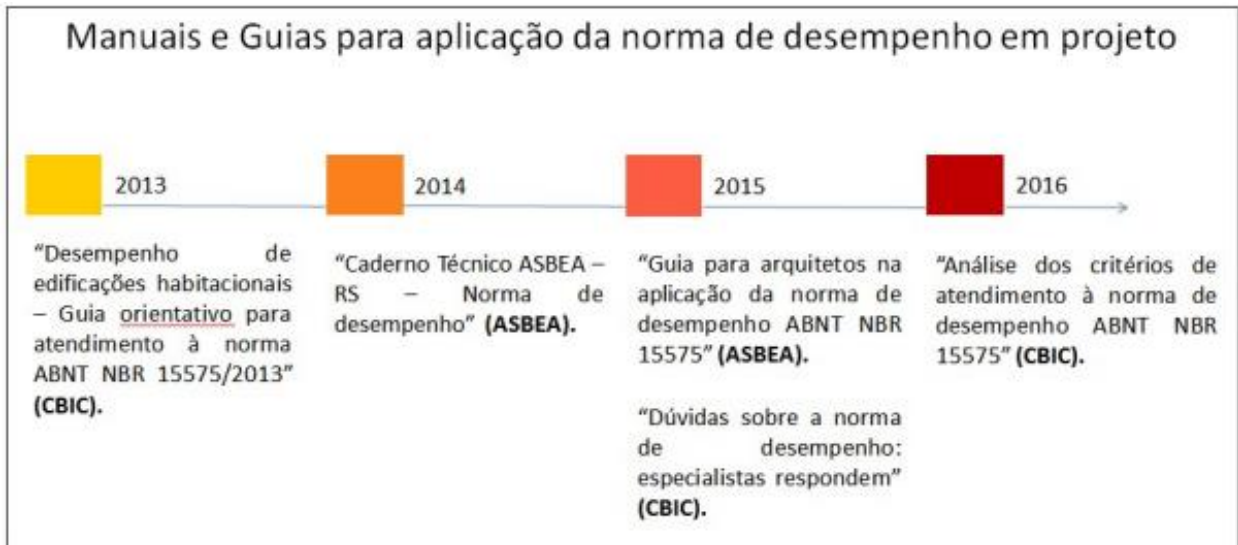 Manuais e Guias para aplicação da norma de desempenho em projeto
2013
2014
2015
2016
“Desempenho de
edificações habitacionais
– Guia orientativo para
atendimento à norma
ABNT NBR 15575/2013”
(CBIC).
“Caderno Técnico ASBEA –
RS – Norma de
desempenho” (ASBEA).
“Guia para arquitetos na
aplicação da norma de
desempenho ABNT NBR
15575” (ASBEA).
“Dúvidas sobre a norma
de desempenho:
especialistas respondem”
(CBIC).
“Análise dos critérios de
atendimento à norma de
desempenho ABNT NBR
15575” (CBIC).